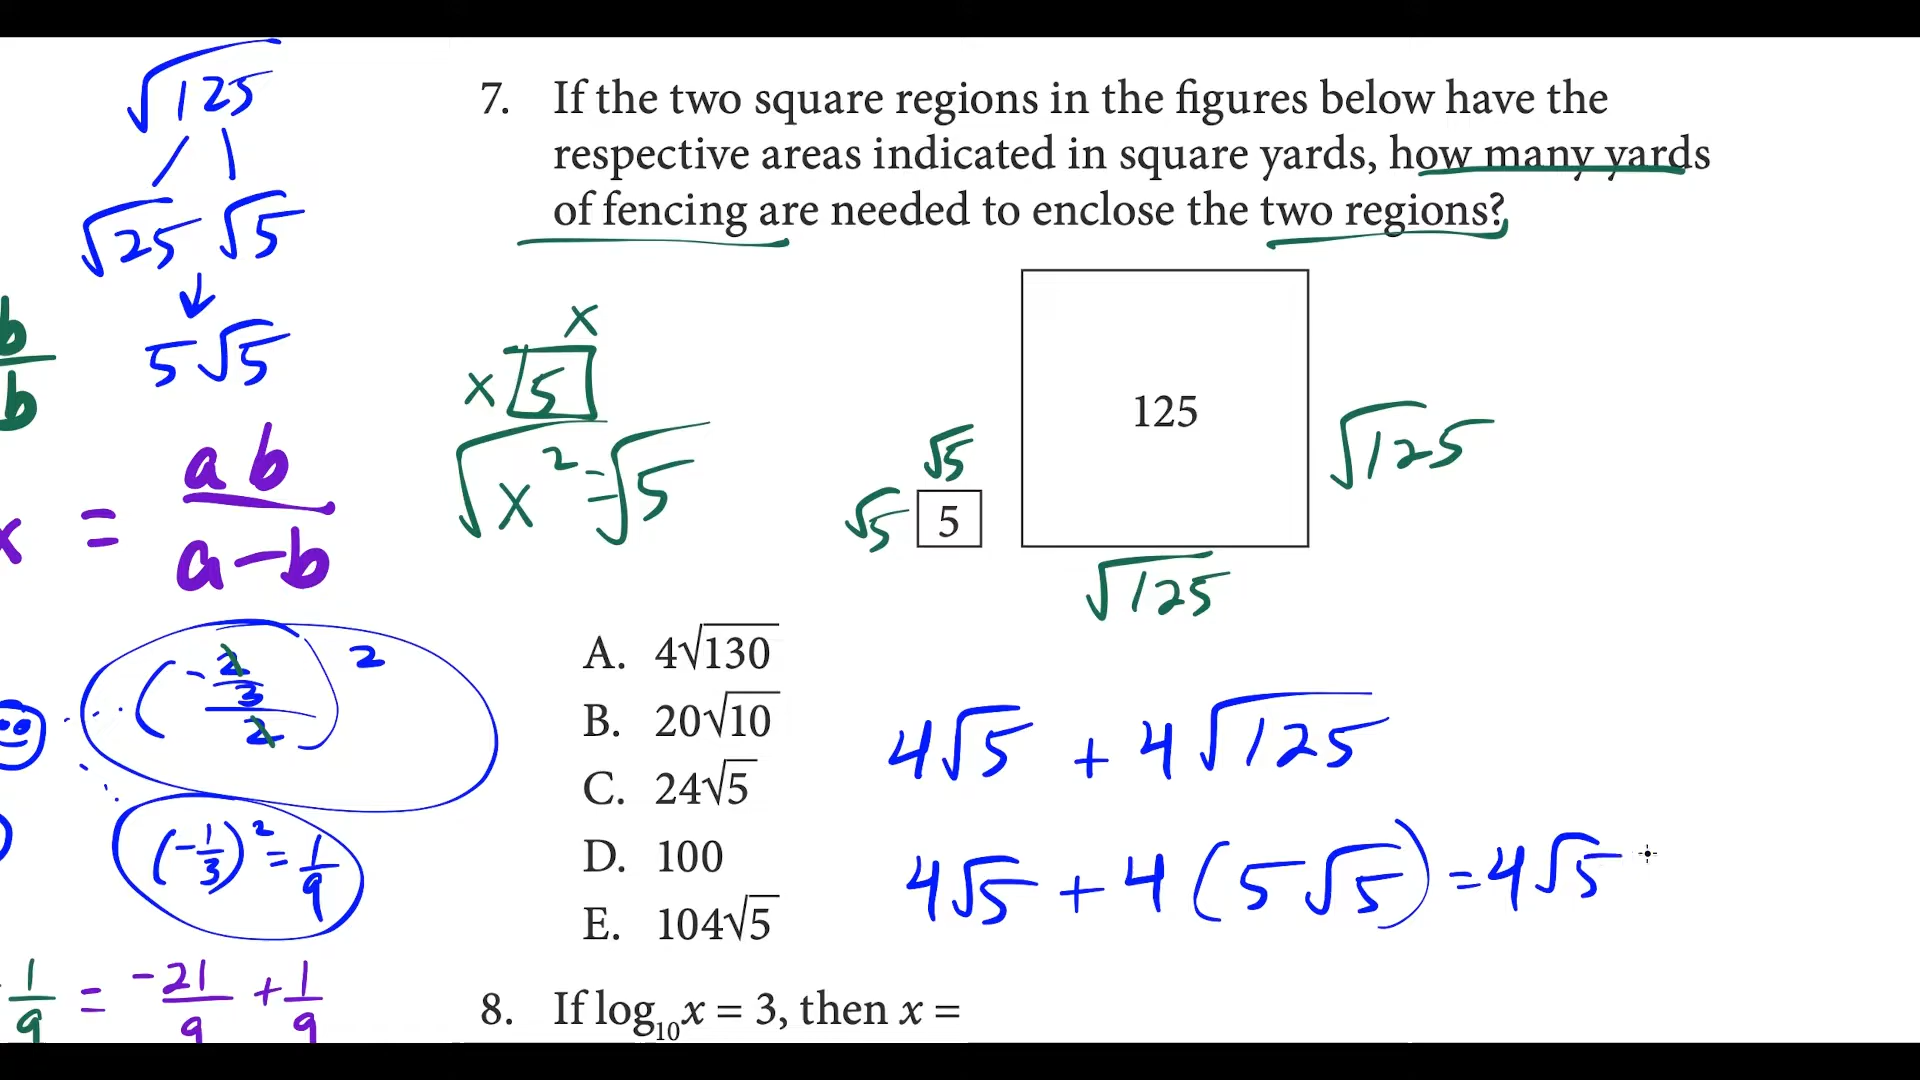 √125
√25 √5
5√5
b
b
x = ab
a-b
(-2/3
2)²
(-1/3)² = 1/9
1/9 = -21/9 + 1/9
7. If the two square regions in the figures below have the
respective areas indicated in square yards, how many yards
of fencing are needed to enclose the two regions?
x
x 5
√x² = √5
√5
√5 5
125
√125
√125
A. 4√130
B. 20√10
C. 24√5
D. 100
E. 104√5
4√5 + 4√125
4√5 + 4(5√5) = 4√5
8. If log₁₀x = 3, then x =